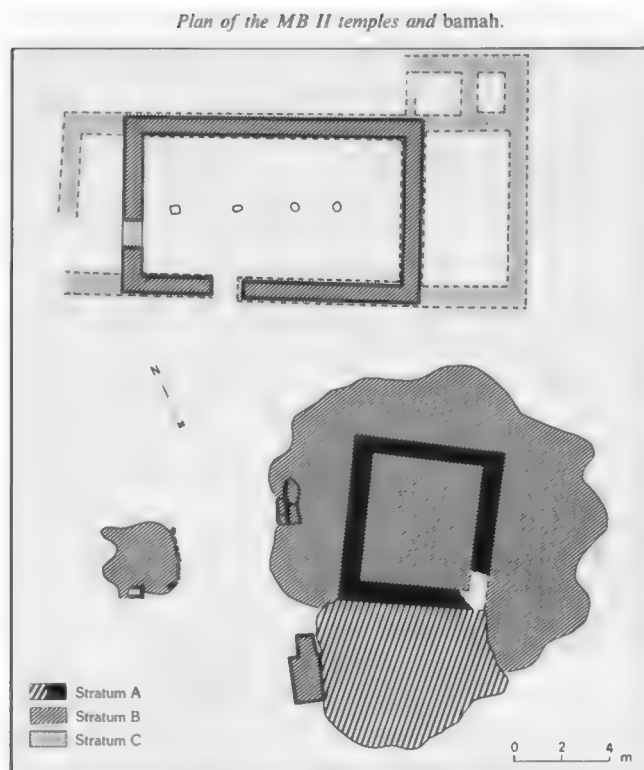 Plan of the MB II temples and bamah.
N
Stratum A
Stratum B
Stratum C
0 2 4
m